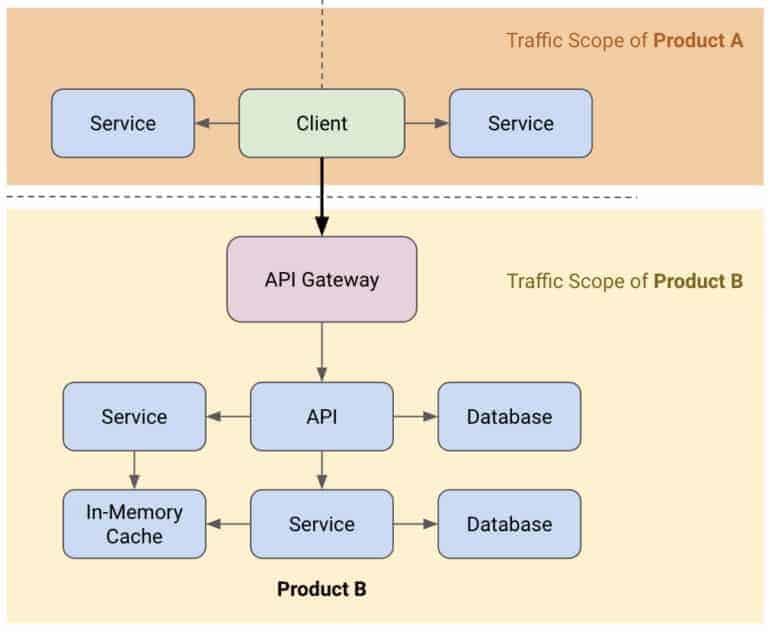 Traffic Scope of Product A
Service
Client
Service
API Gateway
Traffic Scope of Product B
Service
API
Database
In-Memory
Cache
Service
Database
Product B